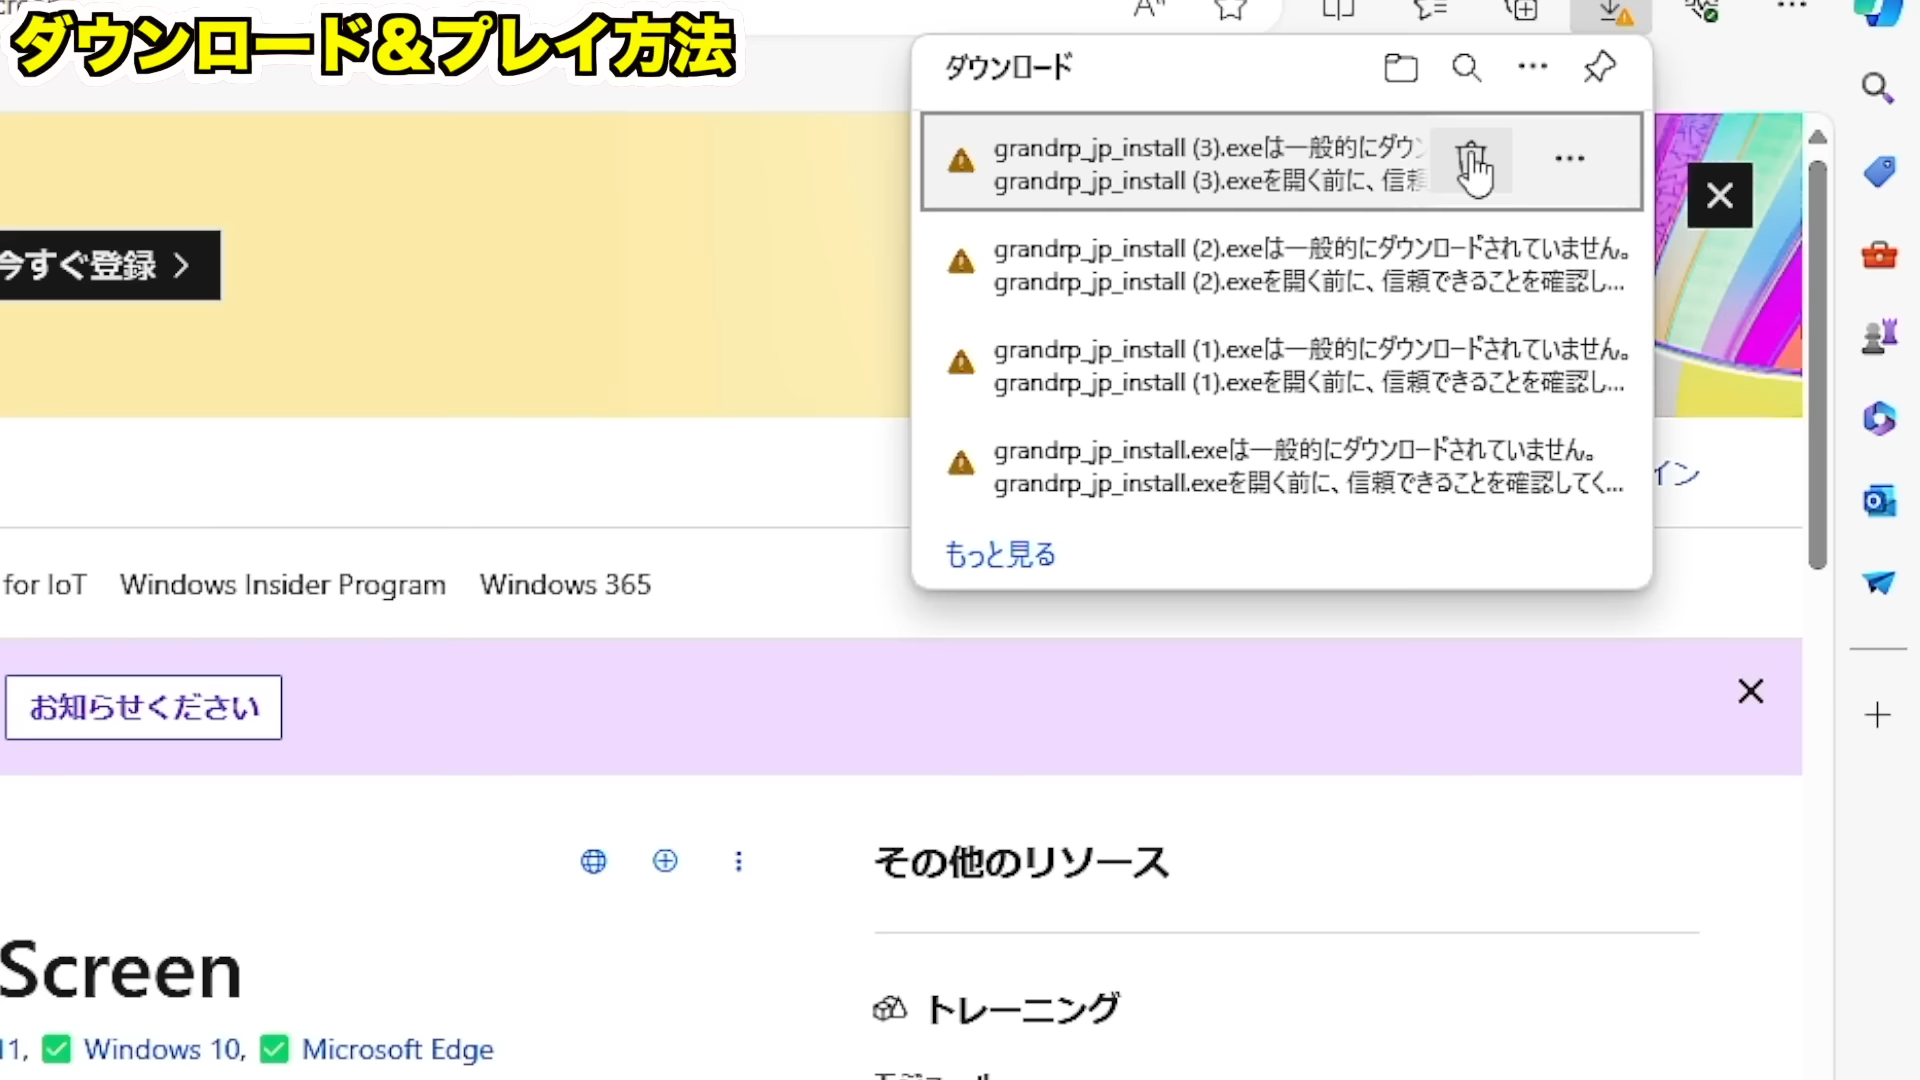 ダウンロード＆プレイ方法
ダウンロード
grandrp_jp_install (3).exeは一般的にダウン
grandrp_jp_install (3).exeを開く前に、信頼
grandrp_jp_install (2).exeは一般的にダウンロードされていません。
grandrp_jp_install (2).exeを開く前に、信頼できることを確認し...
grandrp_jp_install (1).exeは一般的にダウンロードされていません。
grandrp_jp_install (1).exeを開く前に、信頼できることを確認し...
grandrp_jp_install.exeは一般的にダウンロードされていません。
grandrp_jp_install.exeを開く前に、信頼できることを確認してく...
もっと見る
今すぐ登録
イン
for IoT Windows Insider Program Windows 365
お知らせください
その他のリソース
Screen
トレーニング
11, Windows 10, Microsoft Edge